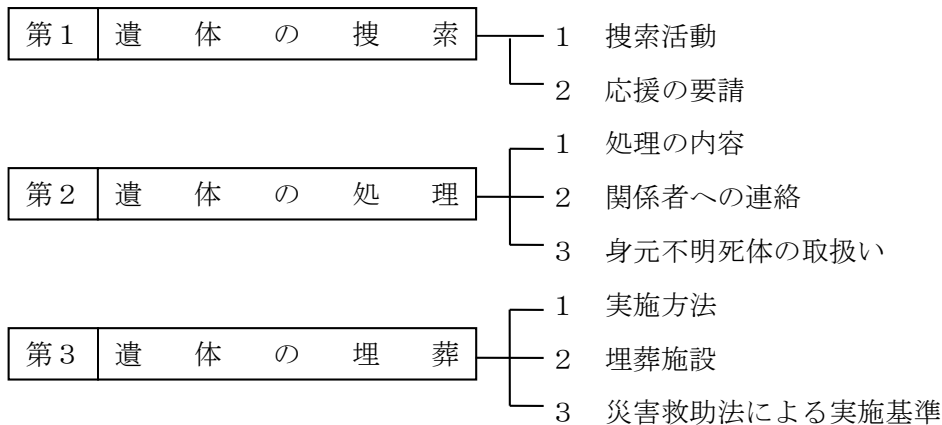 第１ 遺体の捜索 １ 捜索活動
２ 応援の要請
１ 処理の内容
第２ 遺体の処理 ２ 関係者への連絡
３ 身元不明死体の取扱い
１ 実施方法
第３ 遺体の埋葬 ２ 埋葬施設
３ 災害救助法による実施基準